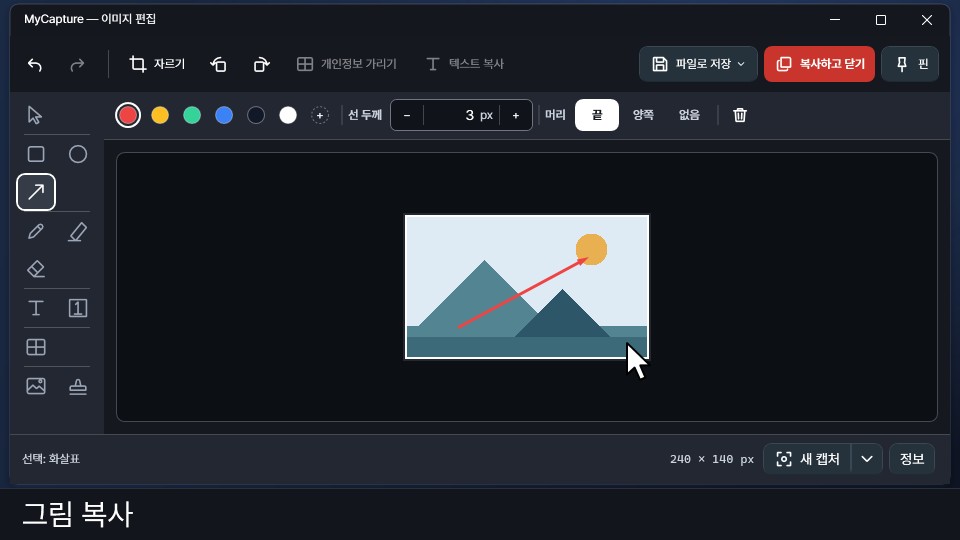 MyCapture — 이미지 편집
자르기 개인정보 가리기 텍스트 복사 파일로 저장 복사하고 닫기 핀
선 두께 − 3 px + 머리 끝 양쪽 없음
T 1
선택: 화살표 240 × 140 px 새 캡처 정보
그림 복사